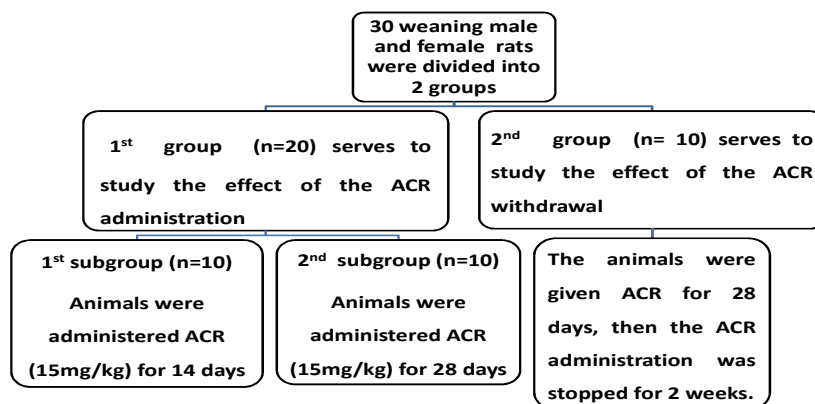 30 weaning male
and female rats
were divided into
2 groups
1st group (n=20) serves to
study the effect of the ACR
administration
2nd group (n= 10) serves to
study the effect of the ACR
withdrawal
1st subgroup (n=10)
Animals were
administered ACR
(15mg/kg) for 14 days
2nd subgroup (n=10)
Animals were
administered ACR
(15mg/kg) for 28 days
The animals were
given ACR for 28
days, then the ACR
administration was
stopped for 2 weeks.